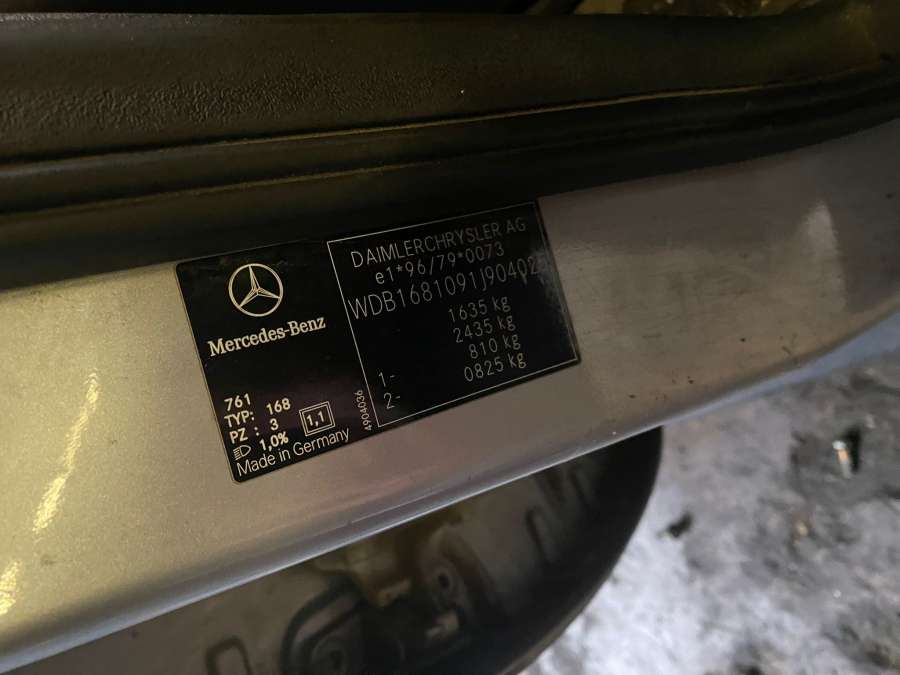 Mercedes-Benz
761
TYP: 168
PZ : 3
1,0%
1,1
Made in Germany
4904036
DAIMLERCHRYSLER AG
e1*96/79*0073
1635 kg
2435 kg
1- 810 kg
2- 0825 kg